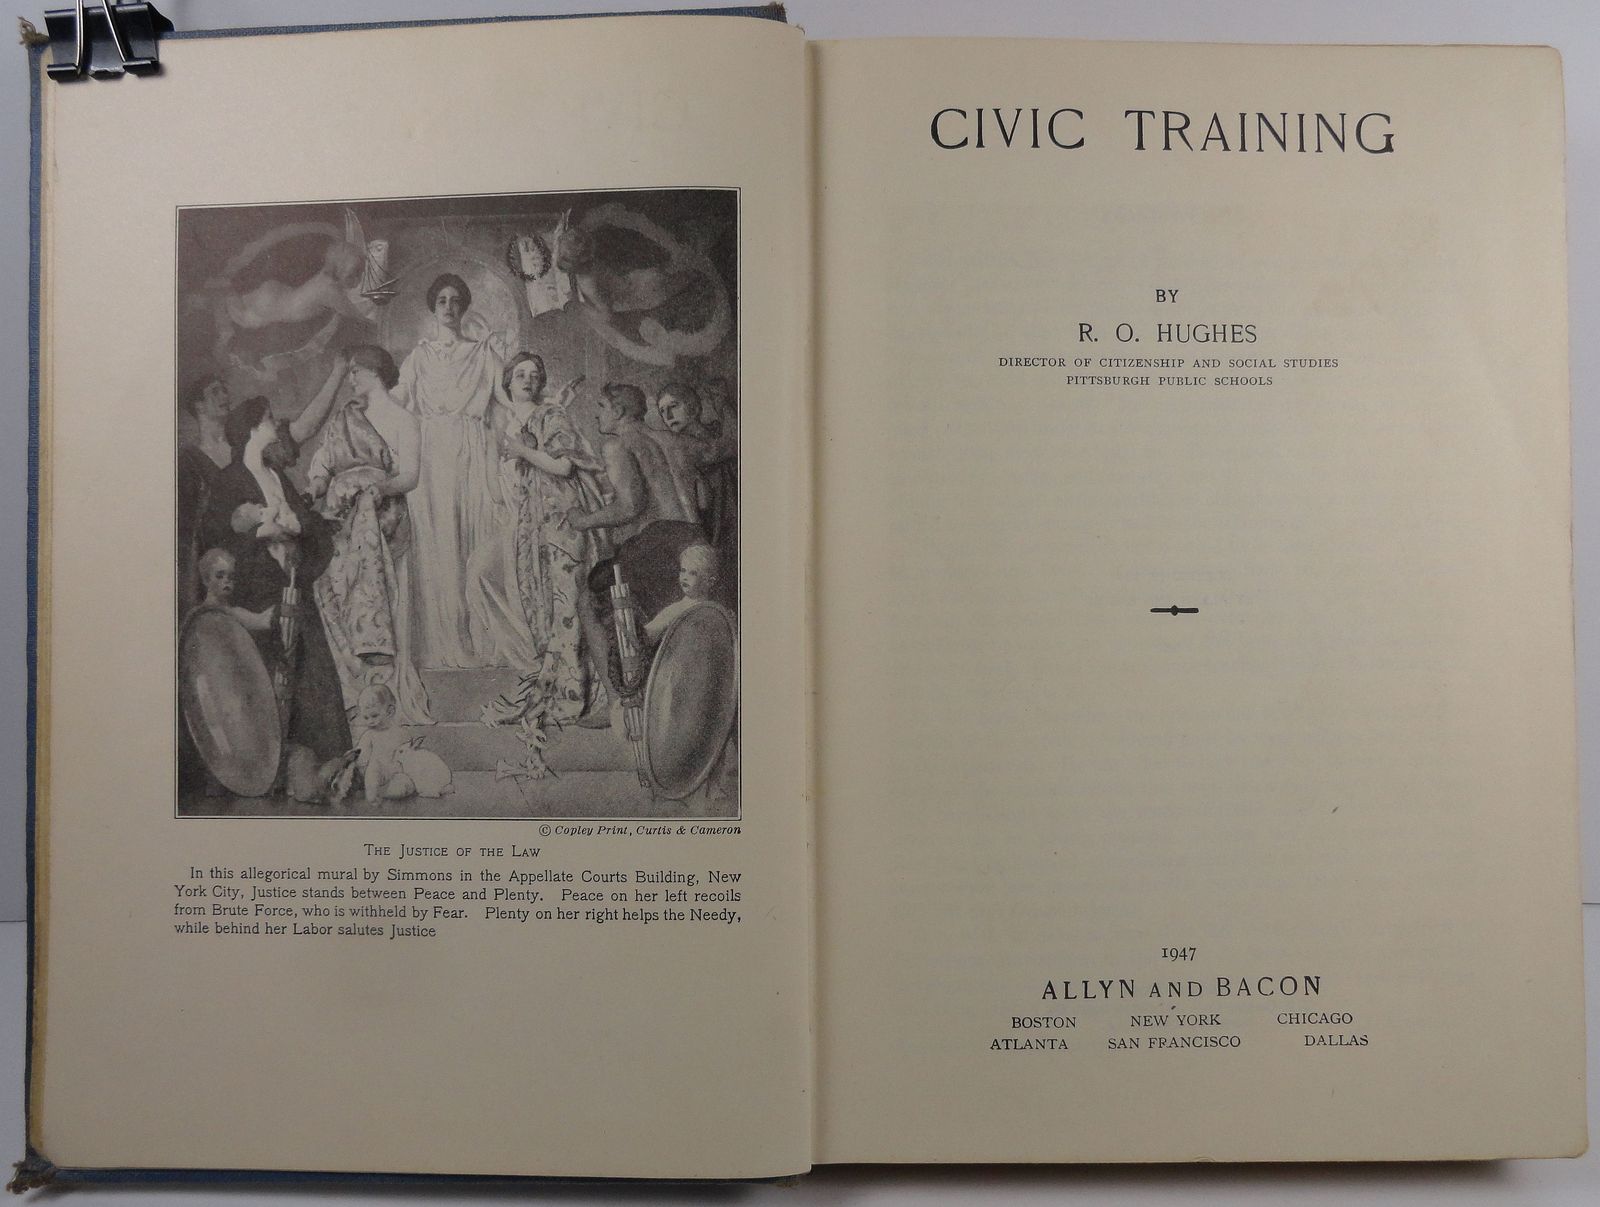 © Copley Print, Curtis & Cameron
THE JUSTICE OF THE LAW
In this allegorical mural by Simmons in the Appellate Courts Building, New
York City, Justice stands between Peace and Plenty. Peace on her left recoils
from Brute Force, who is withheld by Fear. Plenty on her right helps the Needy,
while behind her Labor salutes Justice
CIVIC TRAINING
BY
R. O. HUGHES
DIRECTOR OF CITIZENSHIP AND SOCIAL STUDIES
PITTSBURGH PUBLIC SCHOOLS
1947
ALLYN AND BACON
BOSTON NEW YORK CHICAGO
ATLANTA SAN FRANCISCO DALLAS